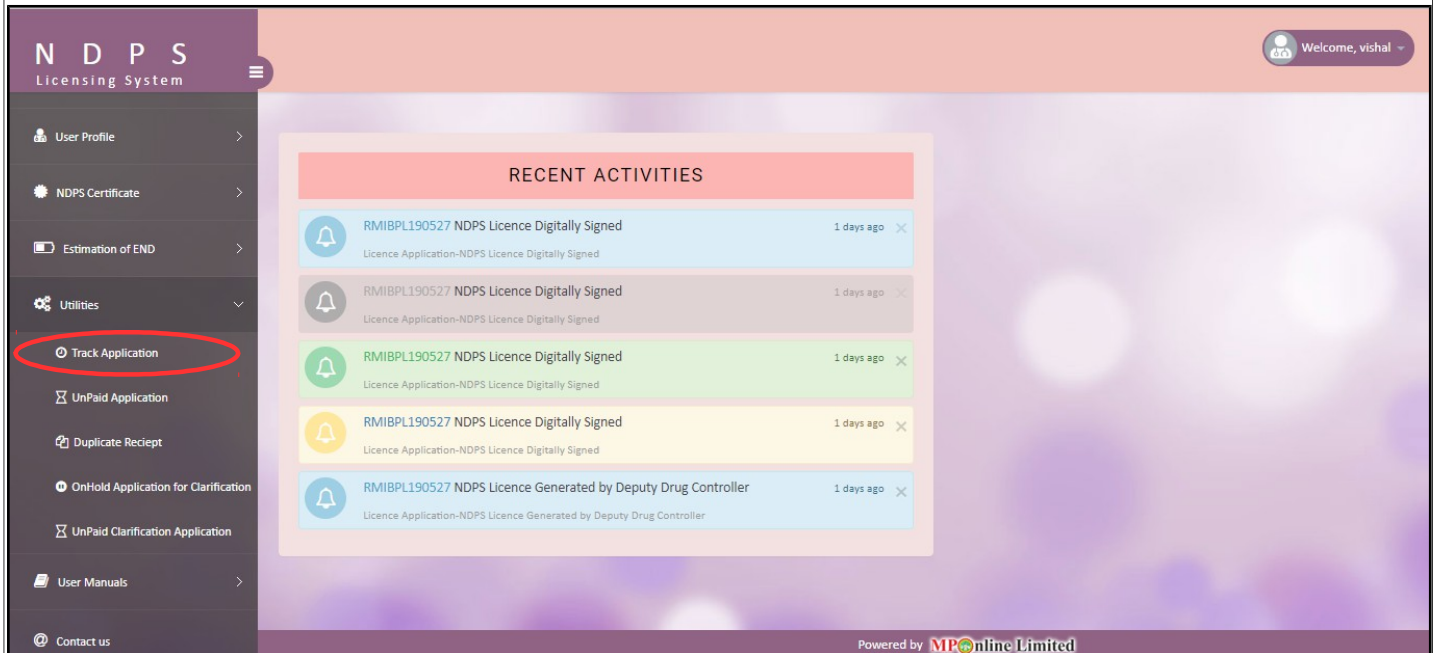 N D P S
Licensing System
Welcome, vishal
User Profile
NDPS Certificate
Estimation of END
Utilities
Track Application
UnPaid Application
Duplicate Reciept
OnHold Application for Clarification
UnPaid Clarification Application
User Manuals
@ Contact us
RECENT ACTIVITIES
RMIBPL190527 NDPS Licence Digitally Signed 1 days ago
Licence Application-NDPS Licence Digitally Signed
RMIBPL190527 NDPS Licence Digitally Signed 1 days ago
Licence Application-NDPS Licence Digitally Signed
RMIBPL190527 NDPS Licence Digitally Signed 1 days ago
Licence Application-NDPS Licence Digitally Signed
RMIBPL190527 NDPS Licence Digitally Signed 1 days ago
Licence Application-NDPS Licence Digitally Signed
RMIBPL190527 NDPS Licence Generated by Deputy Drug Controller 1 days ago
Licence Application-NDPS Licence Generated by Deputy Drug Controller
Powered by MPOnline Limited